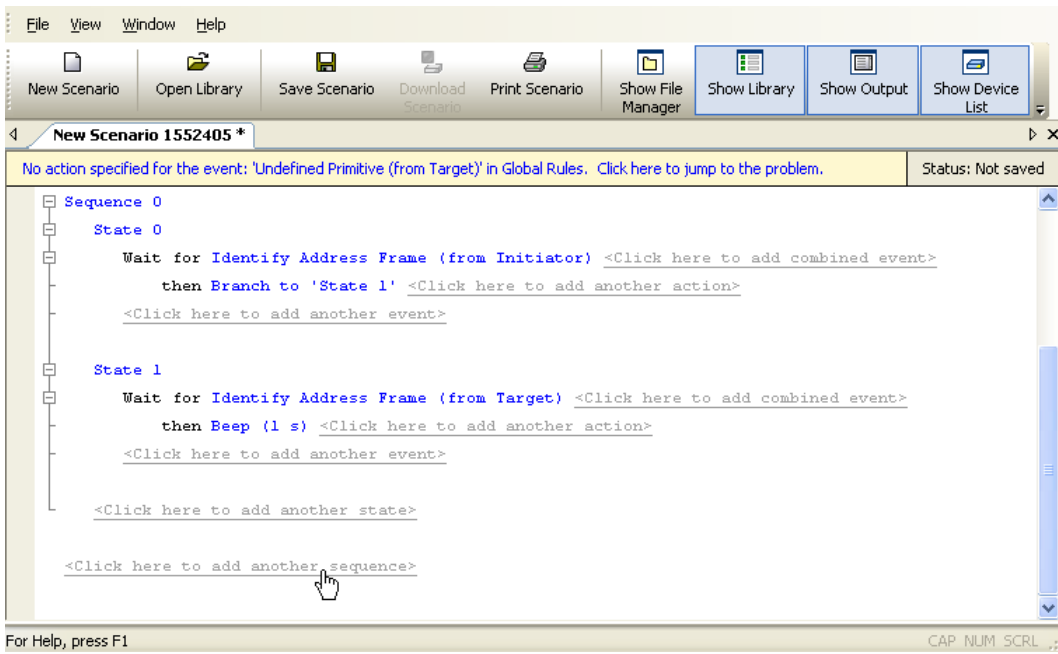 File View Window Help
New Scenario Open Library Save Scenario Download Scenario Print Scenario Show File Manager Show Library Show Output Show Device List
New Scenario 1552405 *
No action specified for the event: 'Undefined Primitive (from Target)' in Global Rules. Click here to jump to the problem. Status: Not saved
Sequence 0
State 0
Wait for Identify Address Frame (from Initiator) <Click here to add combined event>
then Branch to 'State 1' <Click here to add another action>
<Click here to add another event>
State 1
Wait for Identify Address Frame (from Target) <Click here to add combined event>
then Beep (1 s) <Click here to add another action>
<Click here to add another event>
<Click here to add another state>
<Click here to add another sequence>
For Help, press F1 CAP NUM SCRL